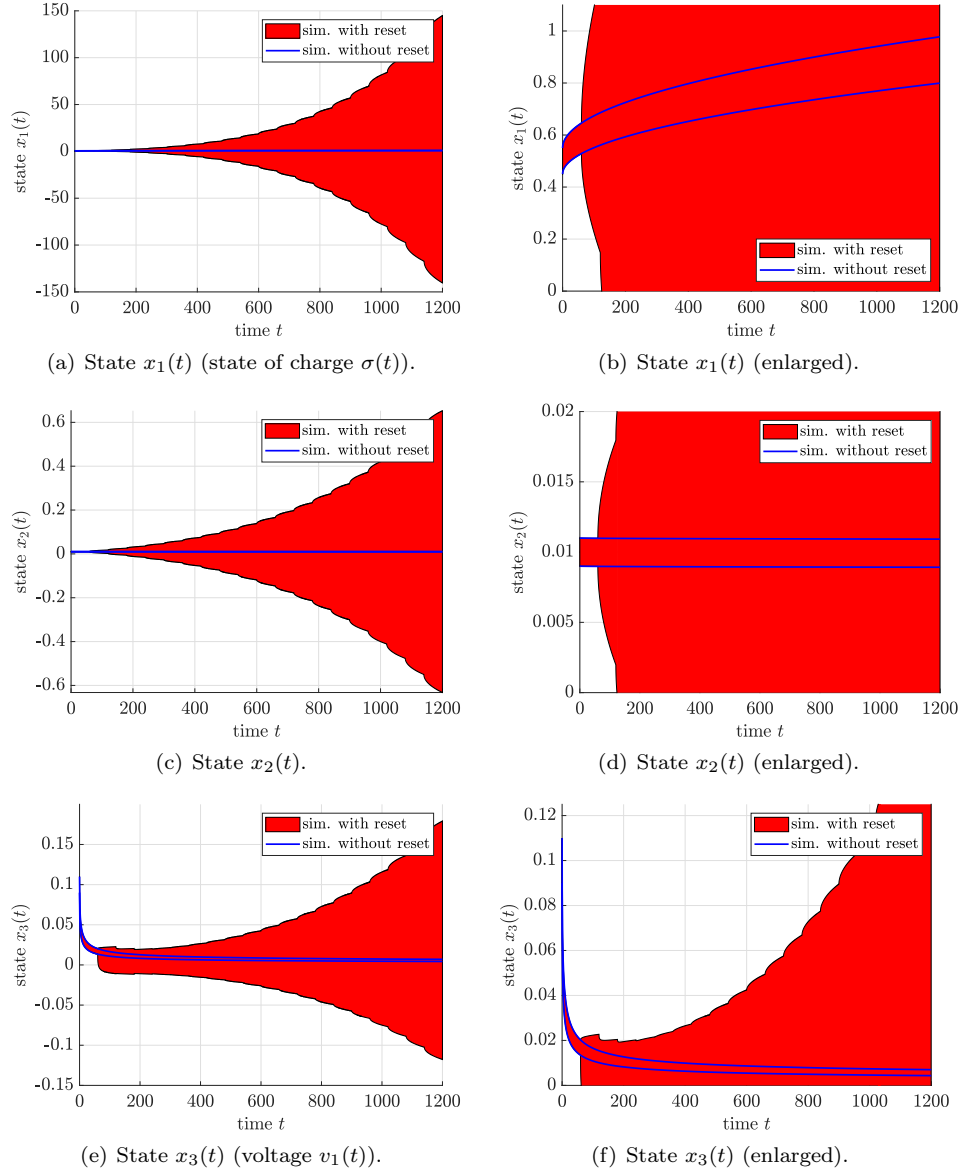 150
100
50
0
-50
-100
-150
0 200 400 600 800 1000 1200
state x₁(t)
time t
sim. with reset
sim. without reset
(a) State x₁(t) (state of charge σ(t)).
1
0.8
0.6
0.4
0.2
0
0 200 400 600 800 1000 1200
state x₁(t)
time t
sim. with reset
sim. without reset
(b) State x₁(t) (enlarged).
0.6
0.4
0.2
0
-0.2
-0.4
-0.6
0 200 400 600 800 1000 1200
state x₂(t)
time t
sim. with reset
sim. without reset
(c) State x₂(t).
0.02
0.015
0.01
0.005
0
0 200 400 600 800 1000 1200
state x₂(t)
time t
sim. with reset
sim. without reset
(d) State x₂(t) (enlarged).
0.15
0.1
0.05
0
-0.05
-0.1
-0.15
0 200 400 600 800 1000 1200
state x₃(t)
time t
sim. with reset
sim. without reset
(e) State x₃(t) (voltage v₁(t)).
0.12
0.1
0.08
0.06
0.04
0.02
0
0 200 400 600 800 1000 1200
state x₃(t)
time t
sim. with reset
sim. without reset
(f) State x₃(t) (enlarged).